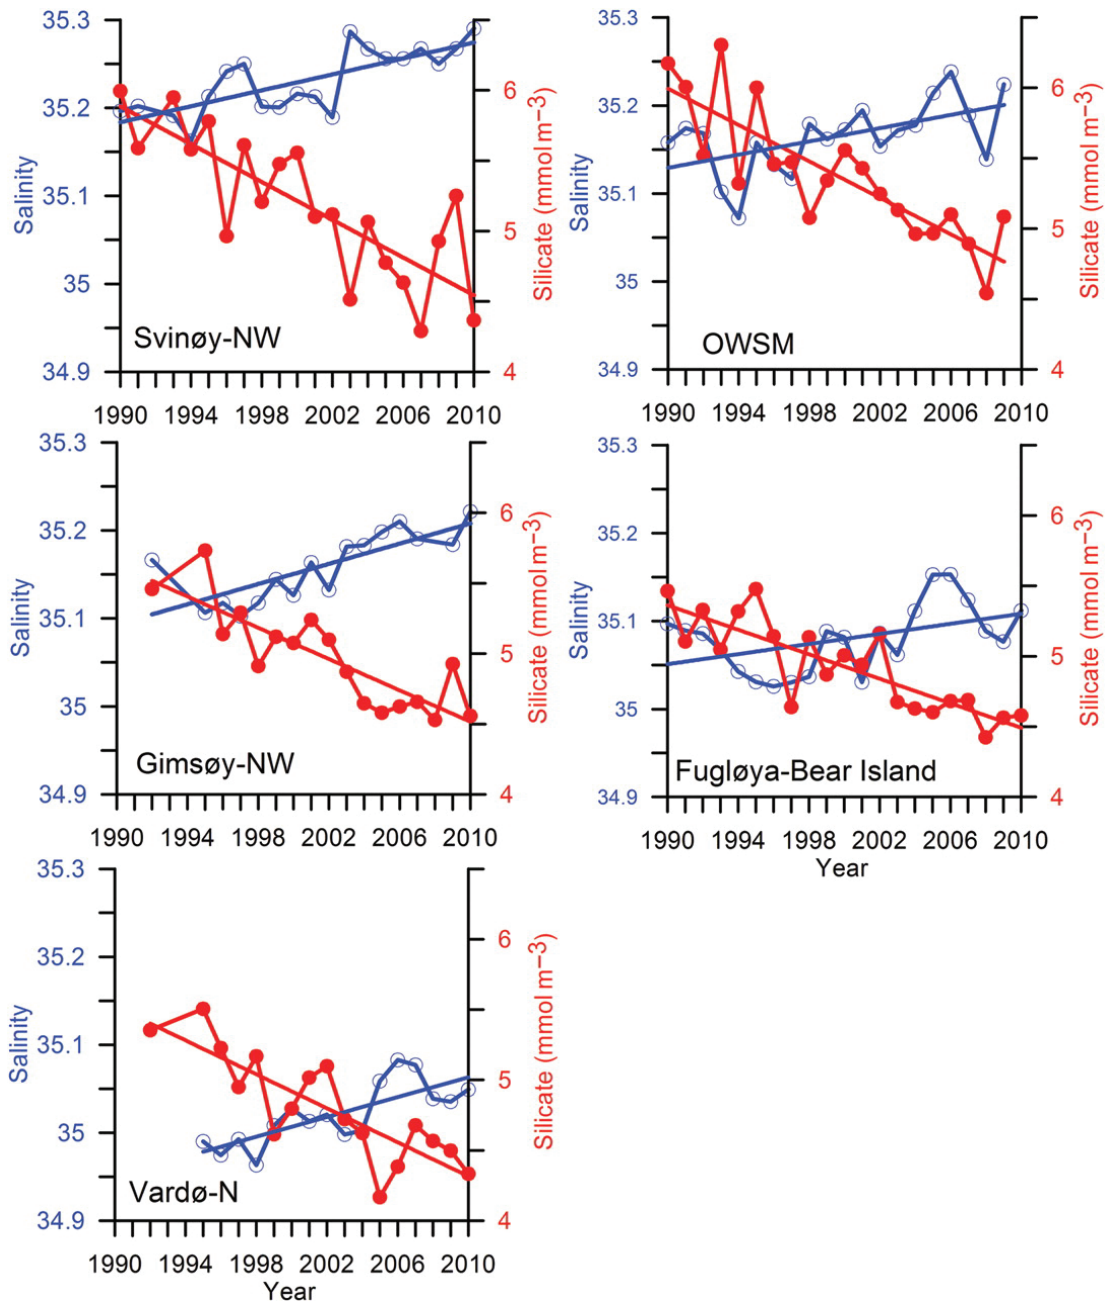 35.3
35.2
35.1
35
34.9
Salinity
6
5
4
Silicate (mmol m−3)
Svinøy-NW
1990 1994 1998 2002 2006 2010
35.3
35.2
35.1
35
34.9
Salinity
6
5
4
Silicate (mmol m−3)
OWSM
1990 1994 1998 2002 2006 2010
35.3
35.2
35.1
35
34.9
Salinity
6
5
4
Silicate (mmol m−3)
Gimsøy-NW
1990 1994 1998 2002 2006 2010
35.3
35.2
35.1
35
34.9
Salinity
6
5
4
Silicate (mmol m−3)
Fugløya-Bear Island
1990 1994 1998 2002 2006 2010
Year
35.3
35.2
35.1
35
34.9
Salinity
6
5
4
Silicate (mmol m−3)
Vardø-N
1990 1994 1998 2002 2006 2010
Year